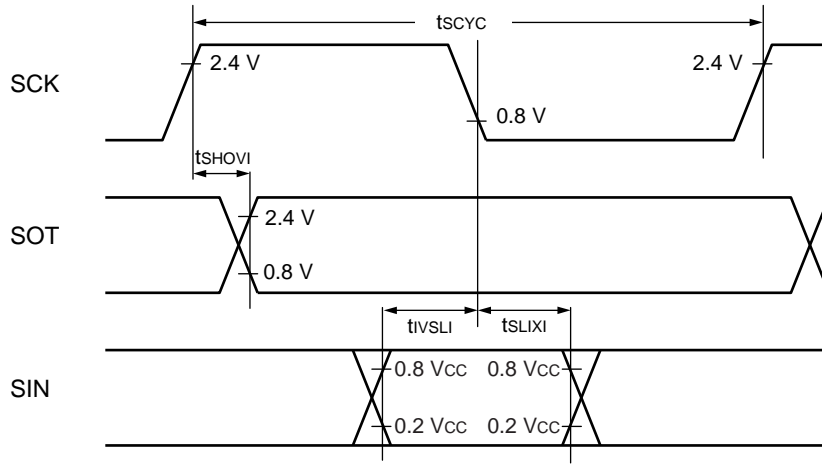 tSCYC
SCK
2.4 V
2.4 V
0.8 V
tSHOVI
SOT
2.4 V
0.8 V
tIVSLI
tSLIXI
SIN
0.8 VCC
0.8 VCC
0.2 VCC
0.2 VCC